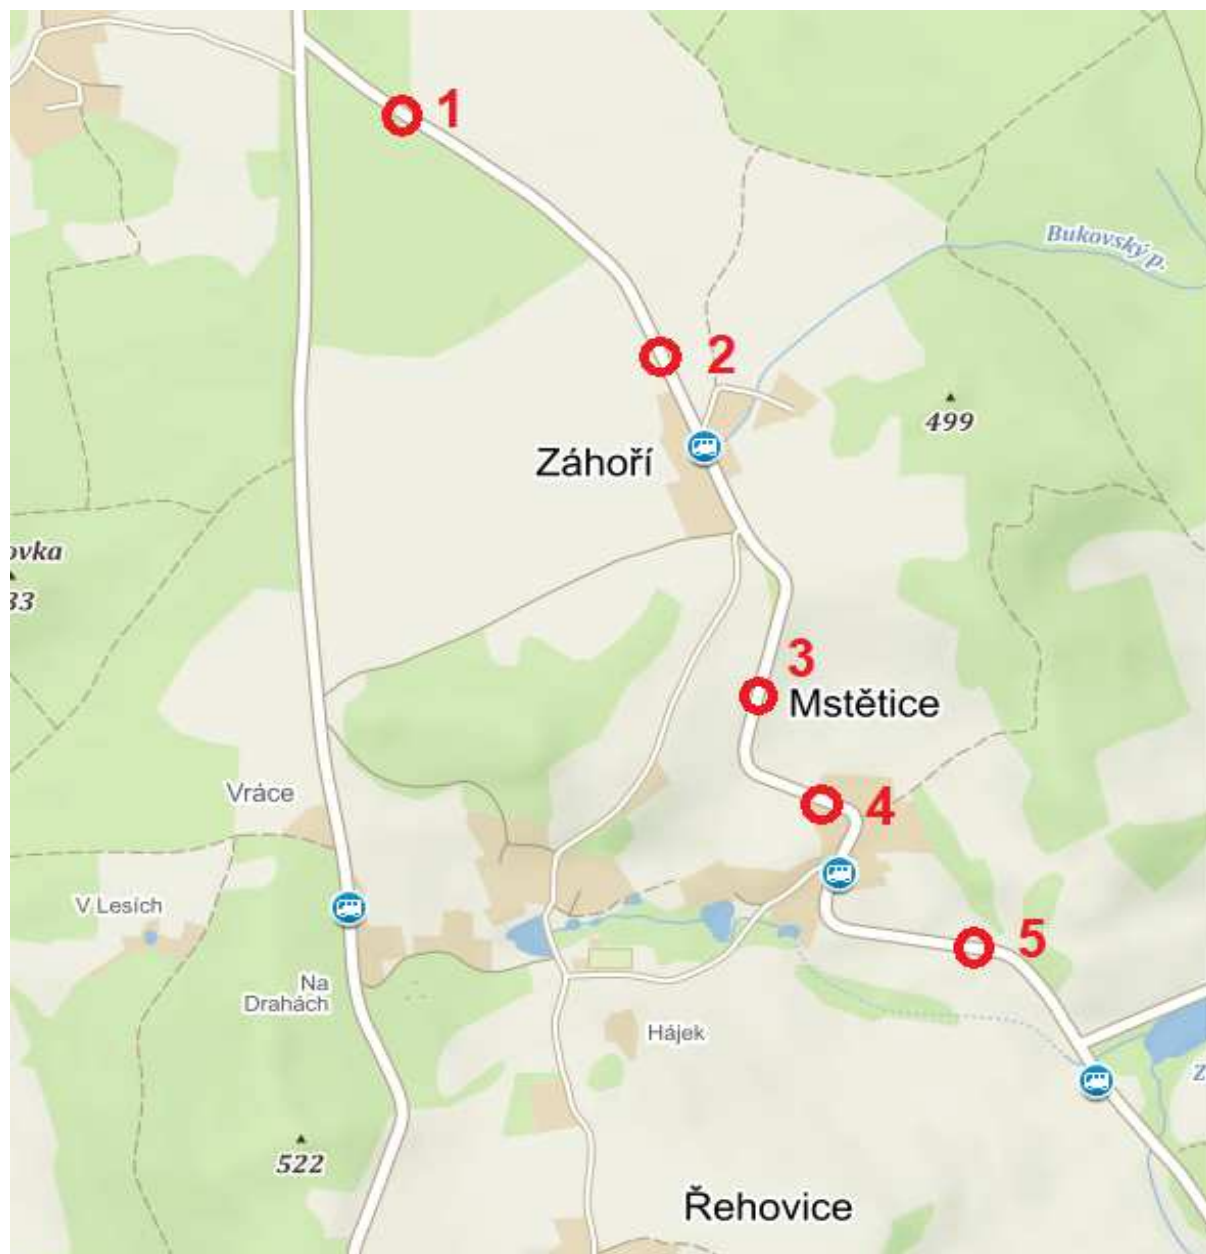 1
Bukovský p.
2
499
Záhoří
ovka
33
3
Mstětice
Vráce
4
V Lesích
5
Na
Drahách
Hájek
Z
522
Řehovice